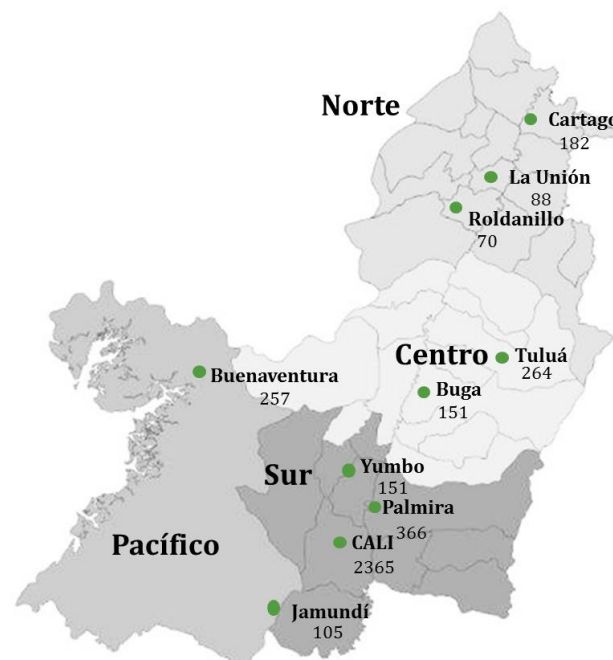 Norte
Cartago
182
La Unión
88
Roldanillo
70
Centro
Tuluá
264
Buenaventura
257
Buga
151
Sur
Yumbo
151
Palmira
366
Pacífico
CALI
2365
Jamundí
105